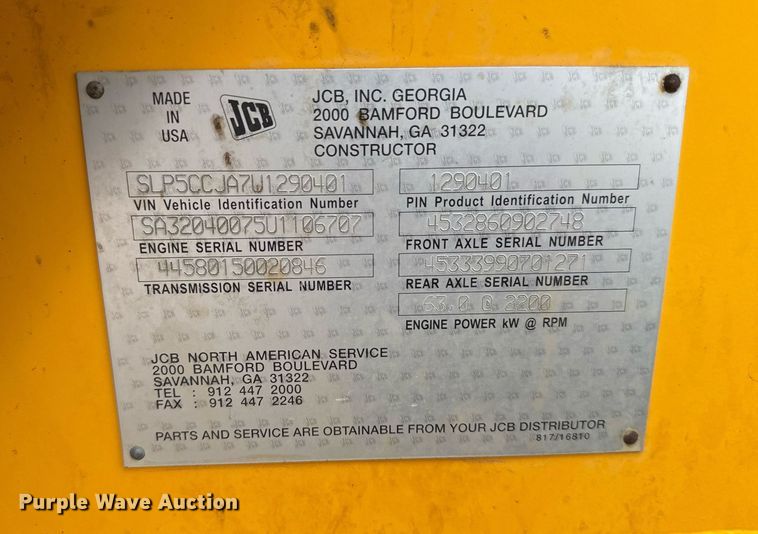 MADE
IN
USA
JCB
JCB, INC. GEORGIA
2000 BAMFORD BOULEVARD
SAVANNAH, GA 31322
CONSTRUCTOR
SLP5CCJA7W1290401
VIN Vehicle Identification Number
1290401
PIN Product Identification Number
SA32040075U1106707
ENGINE SERIAL NUMBER
4532860902748
FRONT AXLE SERIAL NUMBER
44580150020846
TRANSMISSION SERIAL NUMBER
45333990701271
REAR AXLE SERIAL NUMBER
63.0 @ 2200
ENGINE POWER kW @ RPM
JCB NORTH AMERICAN SERVICE
2000 BAMFORD BOULEVARD
SAVANNAH, GA 31322
TEL : 912 447 2000
FAX : 912 447 2246
PARTS AND SERVICE ARE OBTAINABLE FROM YOUR JCB DISTRIBUTOR
817/16810
Purple Wave Auction